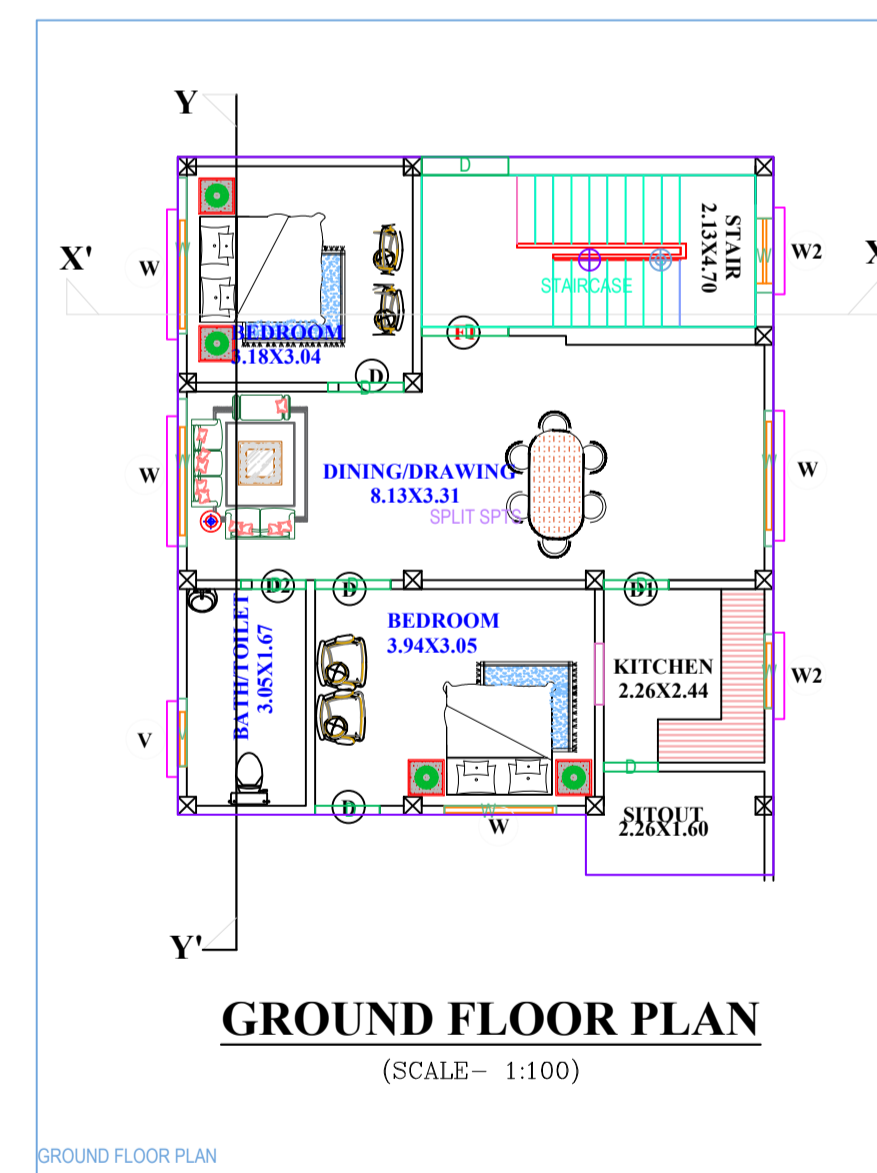 Y
D
X'
W
W
STAIR
2.13X4.70
W
W2
X
STAIRCASE
BEDROOM
3.18X3.04
D
D
D
W
W
DINING/DRAWING
8.13X3.31
SPLIT SPTS
W
W
D
D2
D
D
D
D1
BATH/TOILET
3.05X1.67
BEDROOM
3.94X3.05
KITCHEN
2.26X2.44
W
W2
V
W
D
D
D
W
W
SITOUT
2.26X1.60
Y'
GROUND FLOOR PLAN
(SCALE- 1:100)
GROUND FLOOR PLAN